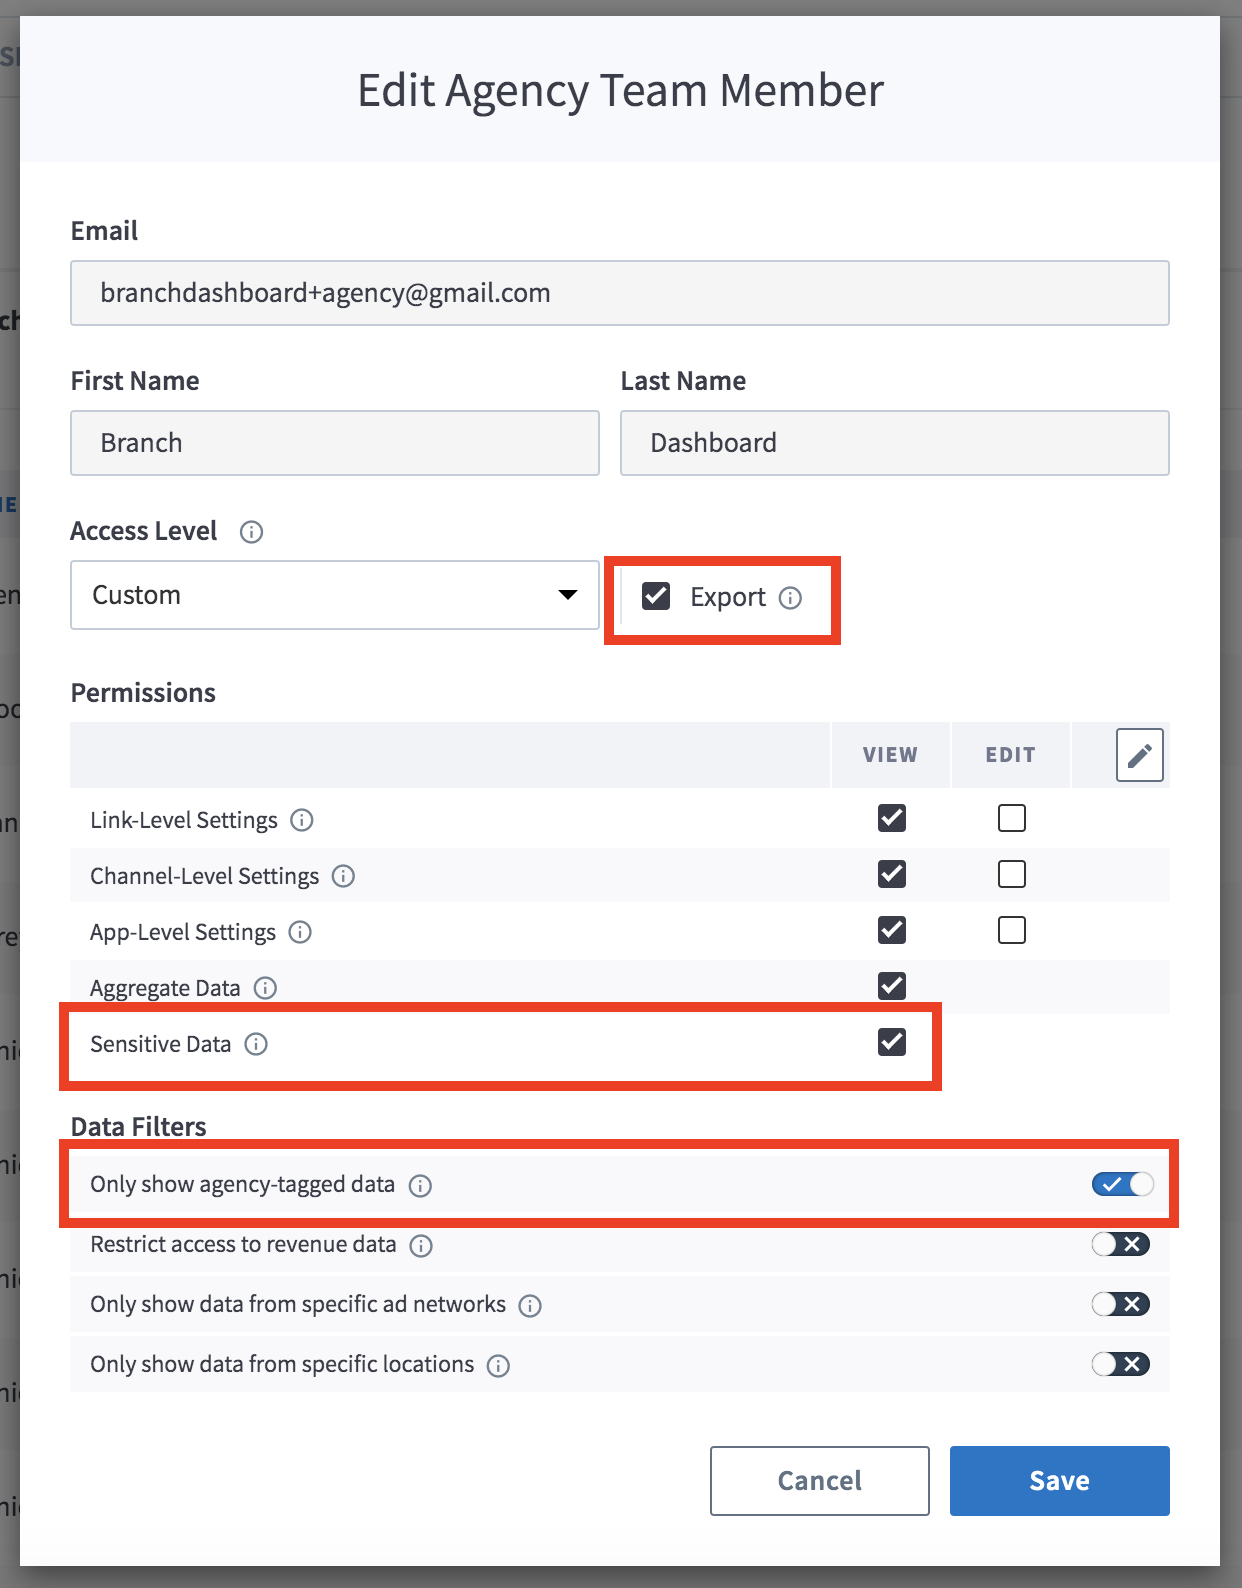 Edit Agency Team Member
Email
branchdashboard+agency@gmail.com
First Name Last Name
Branch Dashboard
Access Level
Custom Export
Permissions
VIEW EDIT
Link-Level Settings
Channel-Level Settings
App-Level Settings
Aggregate Data
Sensitive Data
Data Filters
Only show agency-tagged data
Restrict access to revenue data
Only show data from specific ad networks
Only show data from specific locations
Cancel Save